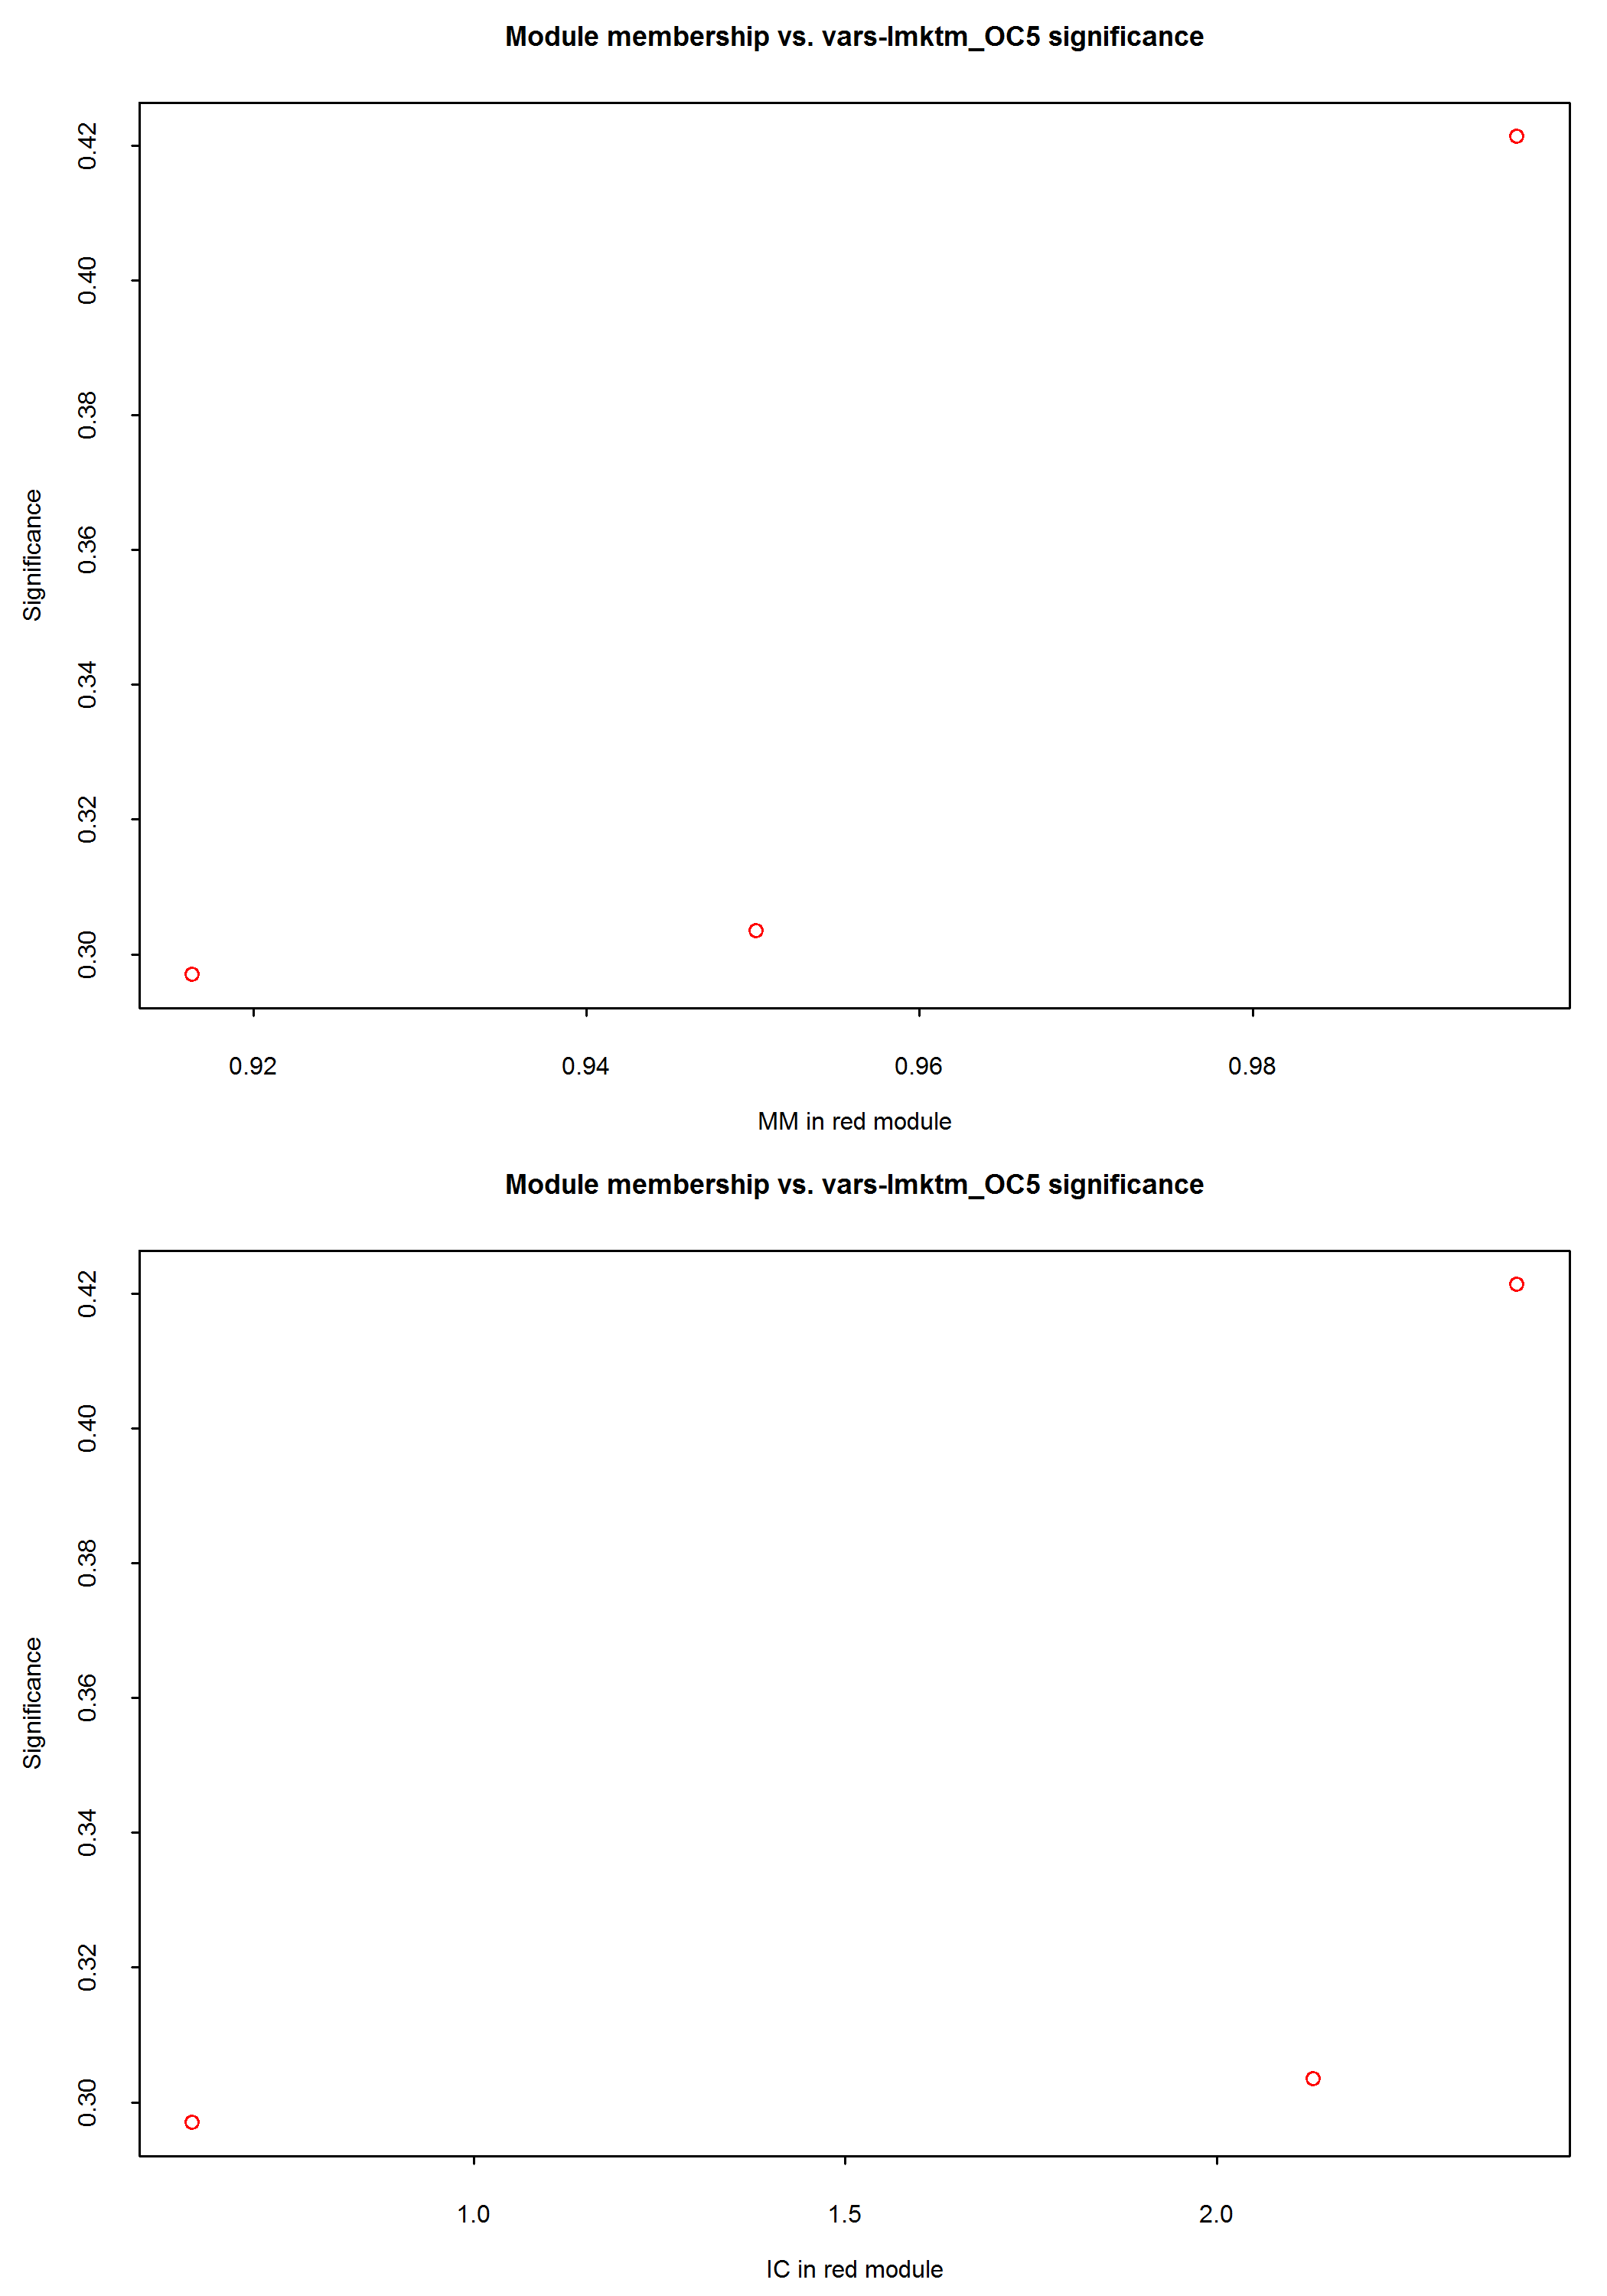 Module membership vs. vars-lmktm_OC5 significance
0.42
0.40
0.38
0.36
0.34
0.32
0.30
Significance
0.92 0.94 0.96 0.98
MM in red module
Module membership vs. vars-lmktm_OC5 significance
0.42
0.40
0.38
0.36
0.34
0.32
0.30
Significance
1.0 1.5 2.0
IC in red module